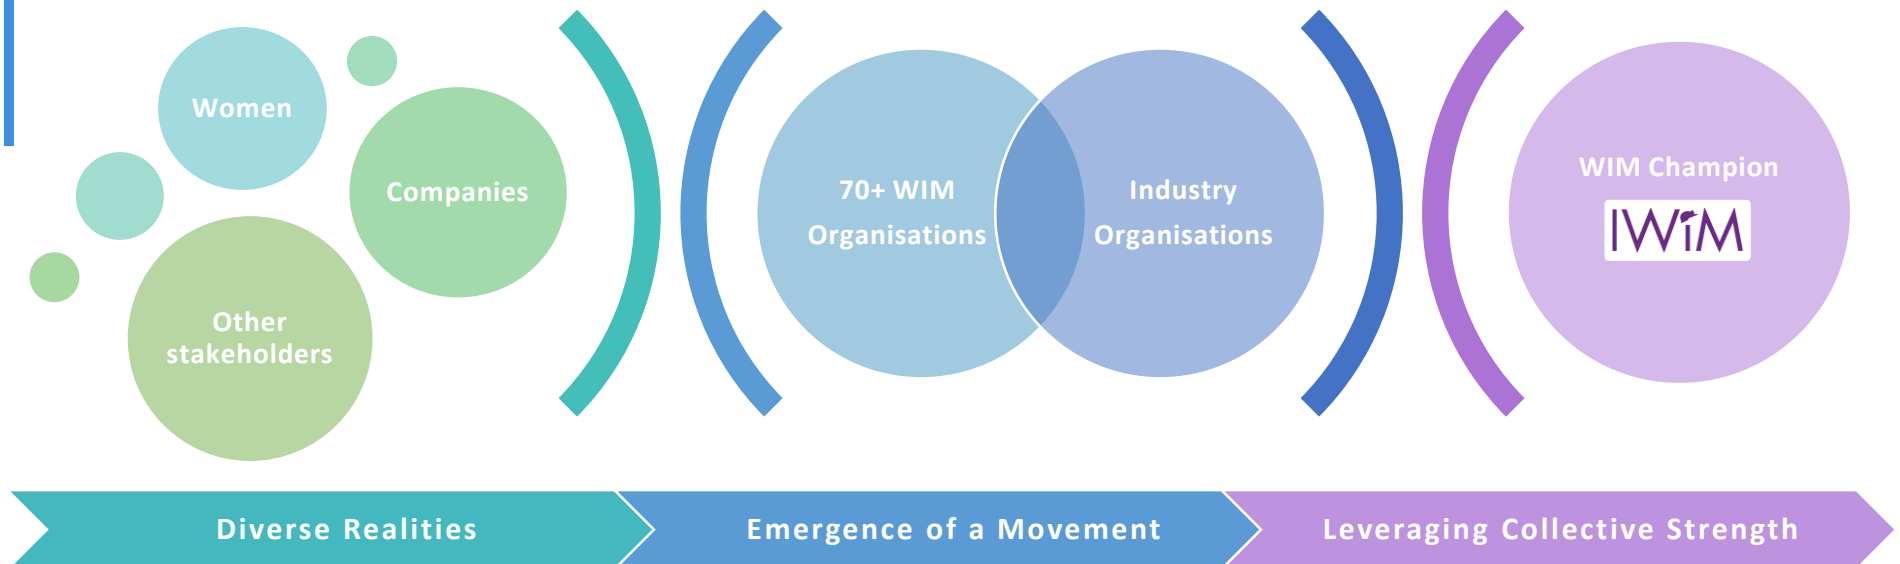 Women
Companies
Other
stakeholders
70+ WIM
Organisations
Industry
Organisations
WIM Champion
IWiM
Diverse Realities
Emergence of a Movement
Leveraging Collective Strength